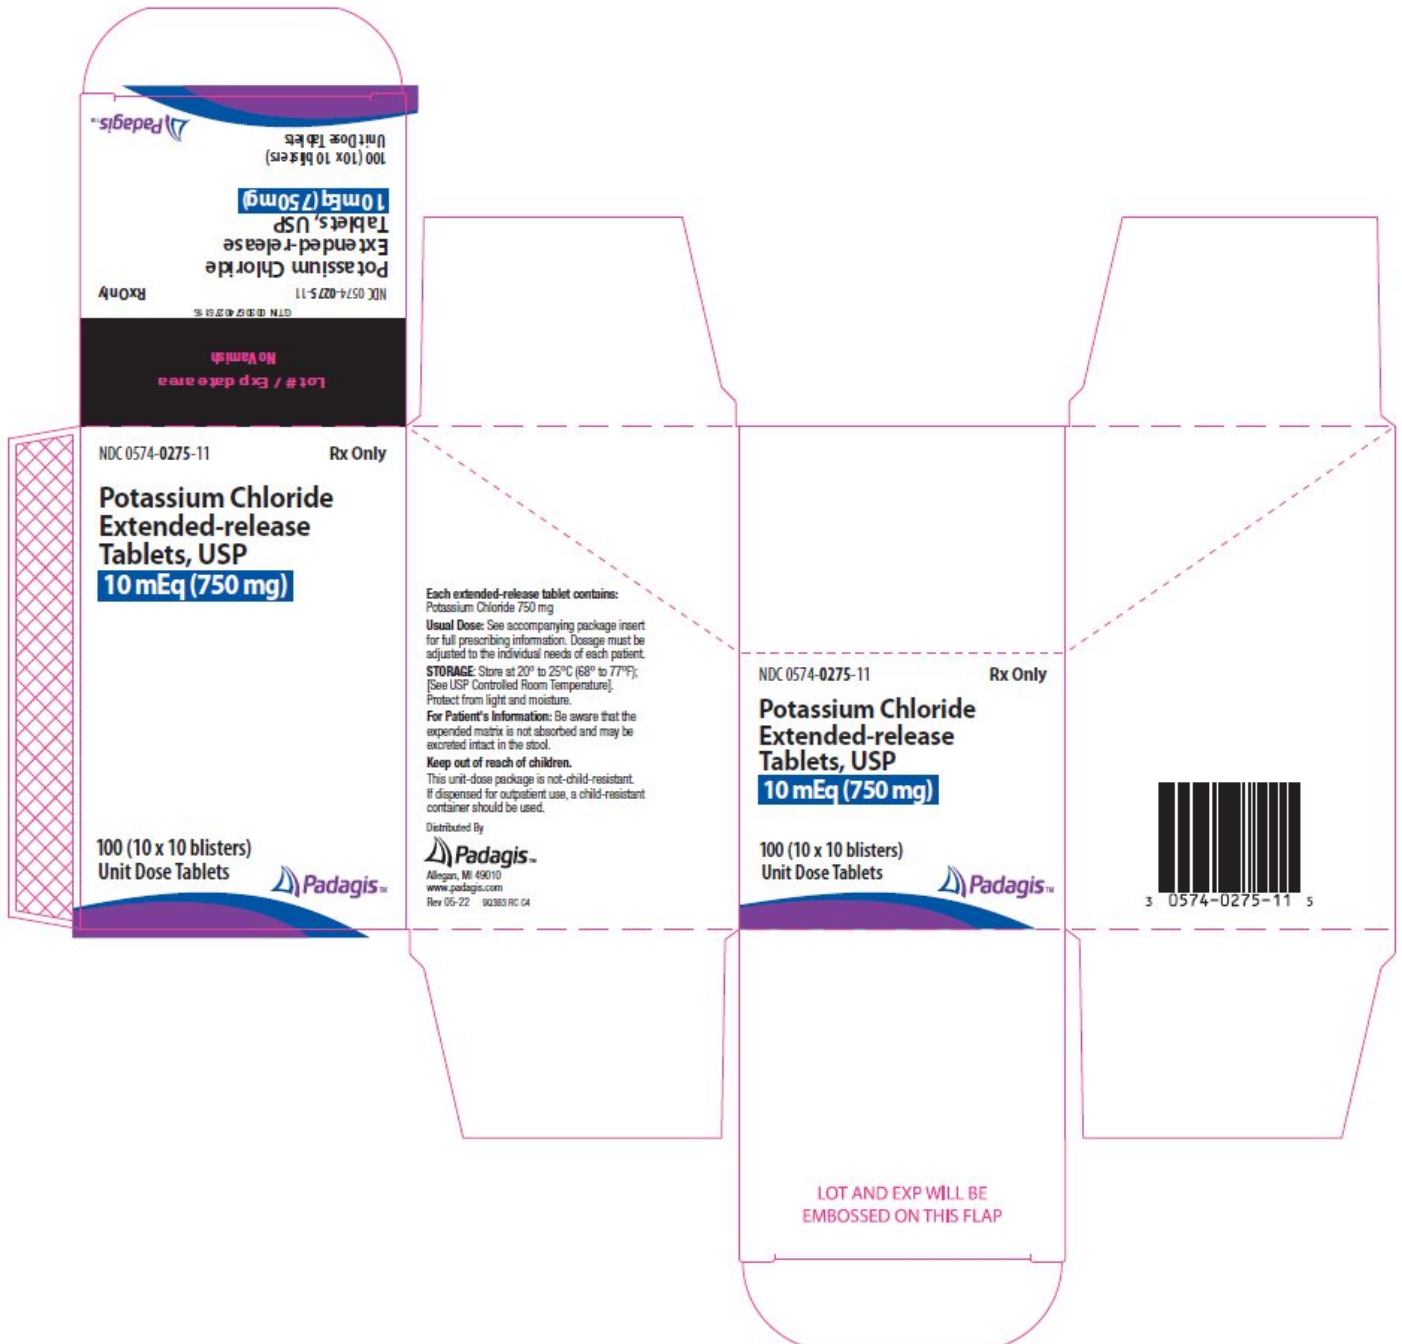 Lot# / Exp date area
No Varnish
NDC 0574-0275-11 Rx Only
Potassium Chloride
Extended-release
Tablets, USP
10 mEq (750 mg)
100 (10x 10 blisters)
Unit Dose Tablets
Padagis™
NDC 0574-0275-11 Rx Only
Potassium Chloride
Extended-release
Tablets, USP
10 mEq (750 mg)
100 (10 x 10 blisters)
Unit Dose Tablets
Padagis™
Each extended-release tablet contains:
Potassium Chloride 750 mg
Usual Dose: See accompanying package insert
for full prescribing information. Dosage must be
adjusted to the individual needs of each patient.
STORAGE: Store at 20° to 25°C (68° to 77°F);
[See USP Controlled Room Temperature].
Protect from light and moisture.
For Patient's Information: Be aware that the
expended matrix is not absorbed and may be
excreted intact in the stool.
Keep out of reach of children.
This unit-dose package is not-child-resistant.
If dispensed for outpatient use, a child-resistant
container should be used.
Distributed By
Padagis™
Allegan, MI 49010
www.padagis.com
Rev 05-22 9Q3B3 RC C4
NDC 0574-0275-11 Rx Only
Potassium Chloride
Extended-release
Tablets, USP
10 mEq (750 mg)
100 (10 x 10 blisters)
Unit Dose Tablets
Padagis™
3 0574-0275-11 5
LOT AND EXP WILL BE
EMBOSSED ON THIS FLAP